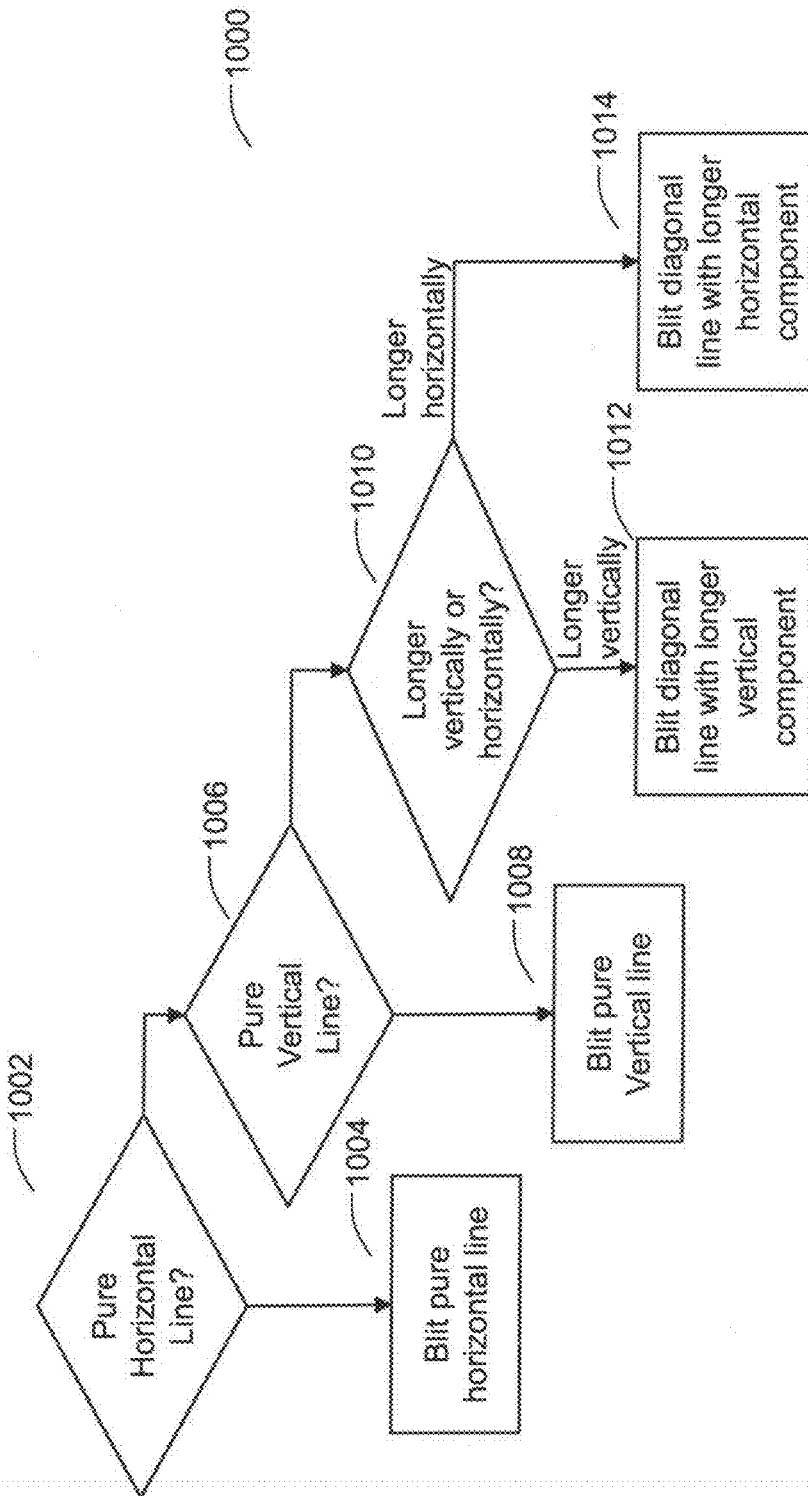 1000
1002
Pure
Horizontal
Line?
1004
Blit pure
horizontal line
1006
Pure
Vertical
Line?
1008
Blit pure
Vertical line
1010
Longer
vertically or
horizontally?
Longer
vertically
Longer
horizontally
1012
Blit diagonal
line with longer
vertical
component
1014
Blit diagonal
line with longer
horizontal
component